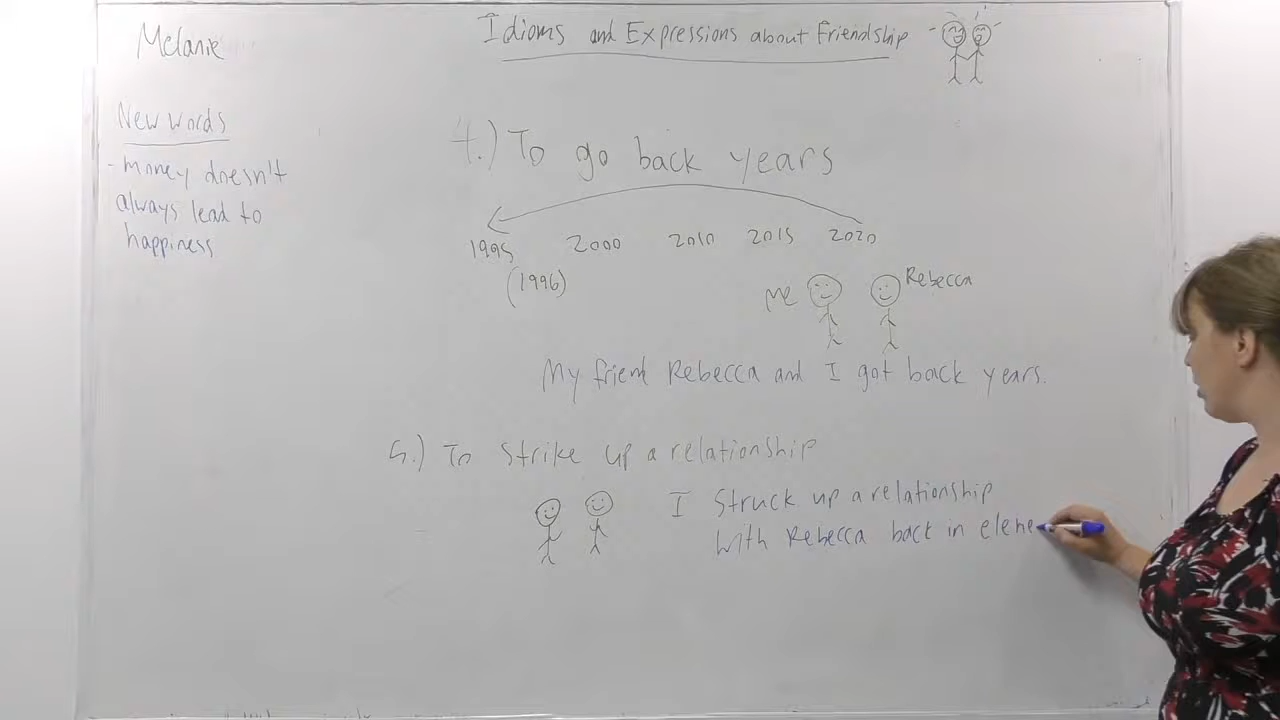 Melanie
Idioms and Expressions about Friendship
New words
- money doesn't
always lead to
happiness
4.) To go back years
1995 2000 2010 2015 2020
(1996)
me Rebecca
My friend Rebecca and I got back years.
5.) To strike up a relationship
I struck up a relationship
with Rebecca back in eleme